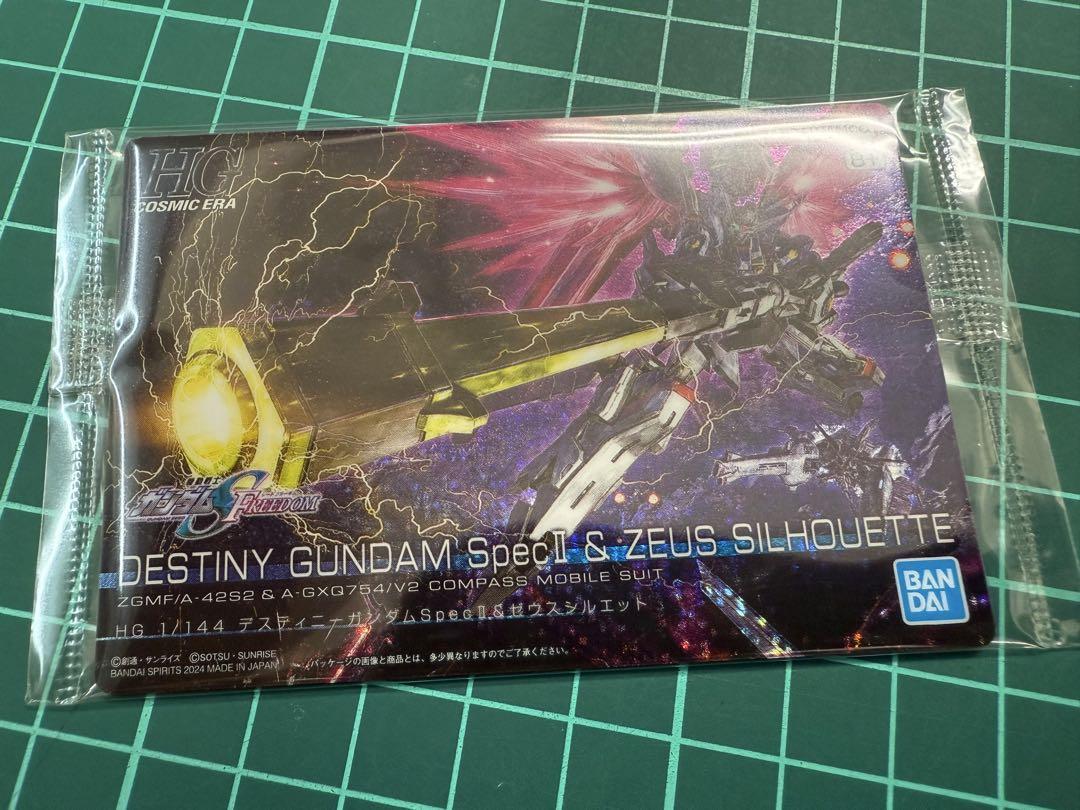 HG
COSMIC ERA
機動戦士
ガンダムSEED FREEDOM
DESTINY GUNDAM SpecⅡ & ZEUS SILHOUETTE
ZGMF/A-42S2 & A-GXQ754/V2 COMPASS MOBILE SUIT
HG 1/144 デスティニーガンダムSpecⅡ&ゼウスシルエット
BAN
DAI
©創通・サンライズ ©SOTSU・SUNRISE
BANDAI SPIRITS 2024 MADE IN JAPAN
パッケージの画像と商品とは、多少異なりますのでご了承ください。